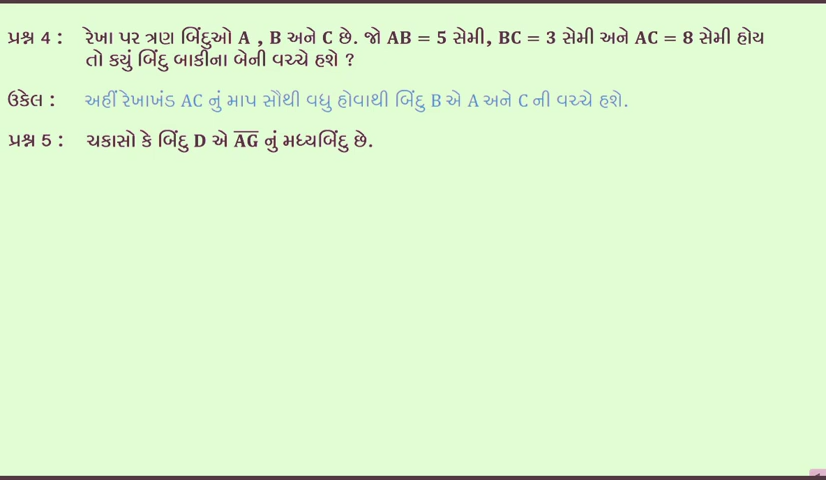 પ્રશ્ન 4 : રેખા પર ત્રણ બિંદુઓ A , B અને C છે. જો AB = 5 સેમી, BC = 3 સેમી અને AC = 8 સેમી હોય
તો કયું બિંદુ બાકીના બેની વચ્ચે હશે ?
ઉકેલ : અહીં રેખાખંડ AC નું માપ સૌથી વધુ હોવાથી બિંદુ B એ A અને C ની વચ્ચે હશે.
પ્રશ્ન 5 : ચકાસો કે બિંદુ D એ A̅G̅ નું મધ્યબિંદુ છે.